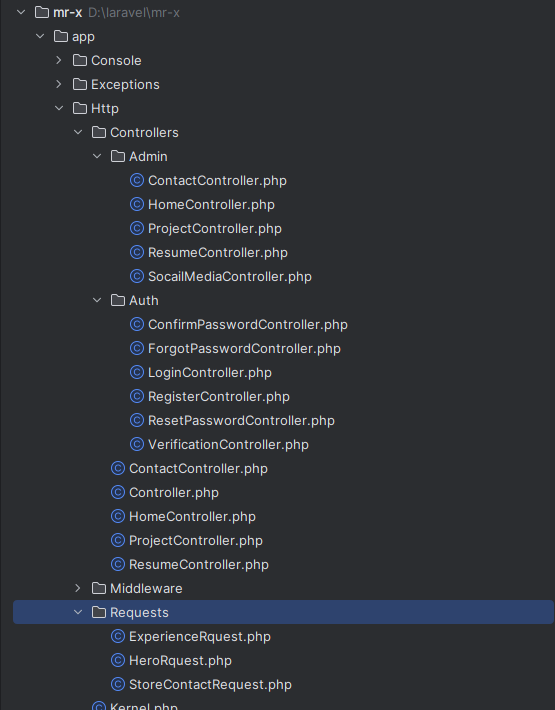 mr-x D:\laravel\mr-x
app
Console
Exceptions
Http
Controllers
Admin
ContactController.php
HomeController.php
ProjectController.php
ResumeController.php
SocailMediaController.php
Auth
ConfirmPasswordController.php
ForgotPasswordController.php
LoginController.php
RegisterController.php
ResetPasswordController.php
VerificationController.php
ContactController.php
Controller.php
HomeController.php
ProjectController.php
ResumeController.php
Middleware
Requests
ExperienceRquest.php
HeroRquest.php
StoreContactRequest.php
Kernel.php